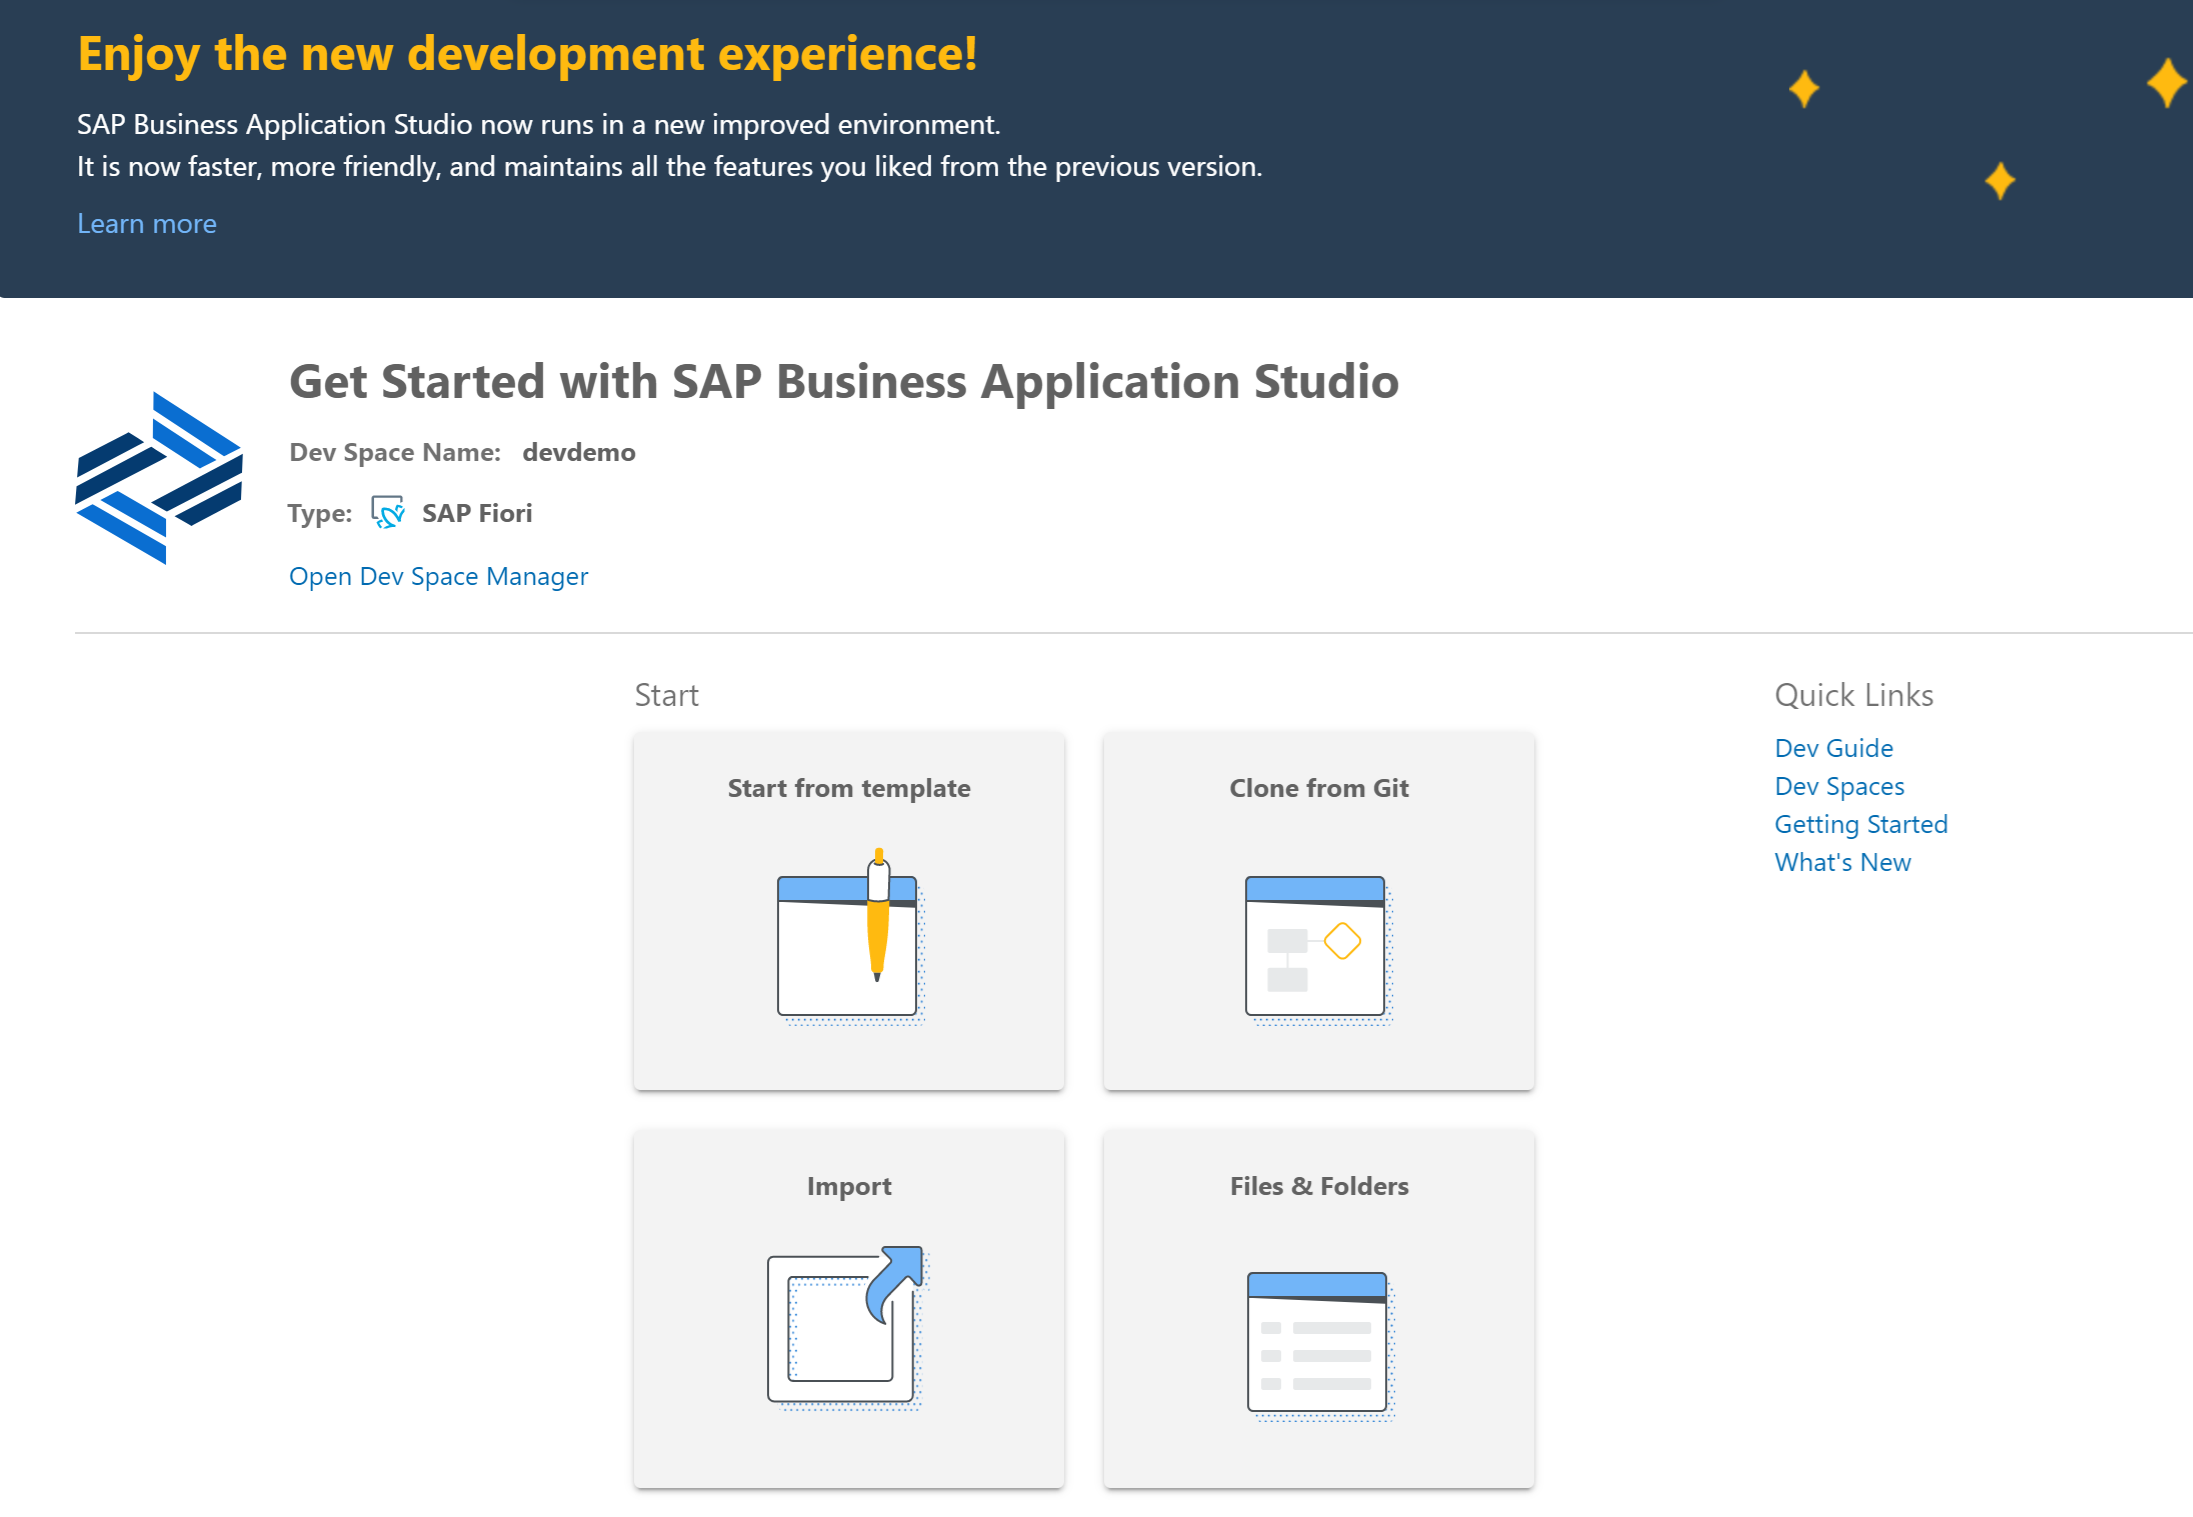 Enjoy the new development experience!
SAP Business Application Studio now runs in a new improved environment.
It is now faster, more friendly, and maintains all the features you liked from the previous version.
Learn more
Get Started with SAP Business Application Studio
Dev Space Name: devdemo
Type: SAP Fiori
Open Dev Space Manager
Start
Start from template
Clone from Git
Import
Files & Folders
Quick Links
Dev Guide
Dev Spaces
Getting Started
What's New